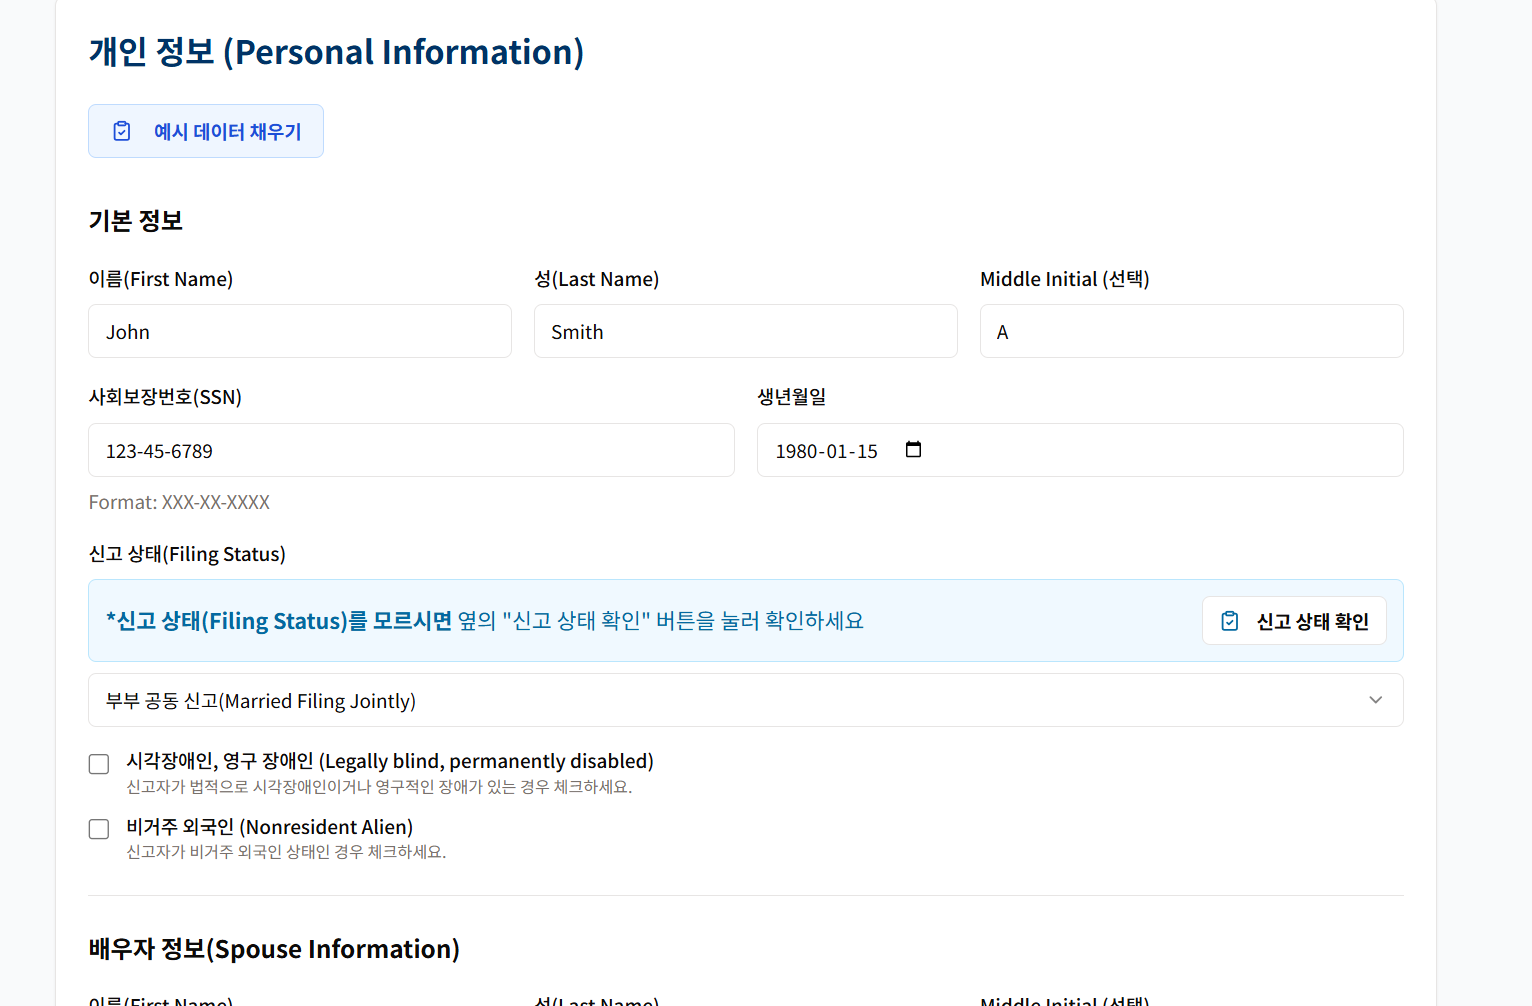 개인 정보 (Personal Information)
예시 데이터 채우기
기본 정보
이름(First Name)
성(Last Name)
Middle Initial (선택)
John
Smith
A
사회보장번호(SSN)
생년월일
123-45-6789
1980-01-15
Format: XXX-XX-XXXX
신고 상태(Filing Status)
*신고 상태(Filing Status)를 모르시면 옆의 "신고 상태 확인" 버튼을 눌러 확인하세요
신고 상태 확인
부부 공동 신고(Married Filing Jointly)
시각장애인, 영구 장애인 (Legally blind, permanently disabled)
신고자가 법적으로 시각장애인이거나 영구적인 장애가 있는 경우 체크하세요.
비거주 외국인 (Nonresident Alien)
신고자가 비거주 외국인 상태인 경우 체크하세요.
배우자 정보(Spouse Information)
이름(First Name)
성(Last Name)
Middle Initial (선택)